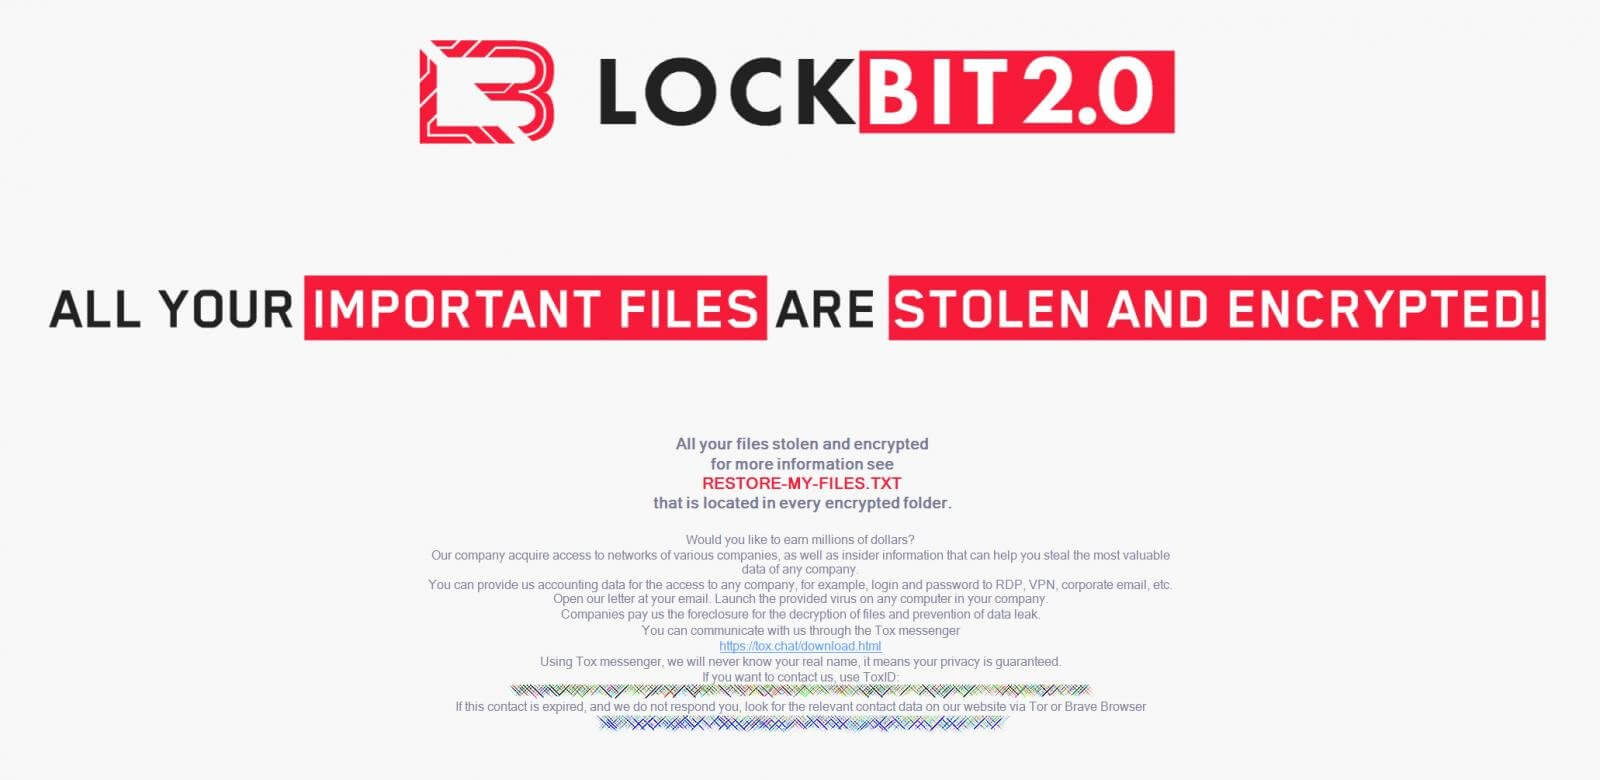 LOCKBIT 2.0
ALL YOUR IMPORTANT FILES ARE STOLEN AND ENCRYPTED!
All your files stolen and encrypted
for more information see
RESTORE-MY-FILES.TXT
that is located in every encrypted folder.
Would you like to earn millions of dollars?
Our company acquire access to networks of various companies, as well as insider information that can help you steal the most valuable
data of any company.
You can provide us accounting data for the access to any company, for example, login and password to RDP, VPN, corporate email, etc.
Open our letter at your email. Launch the provided virus on any computer in your company.
Companies pay us the foreclosure for the decryption of files and prevention of data leak.
You can communicate with us through the Tox messenger
https://tox.chat/download.html
Using Tox messenger, we will never know your real name, it means your privacy is guaranteed.
If you want to contact us, use ToxID:
If this contact is expired, and we do not respond you, look for the relevant contact data on our website via Tor or Brave Browser